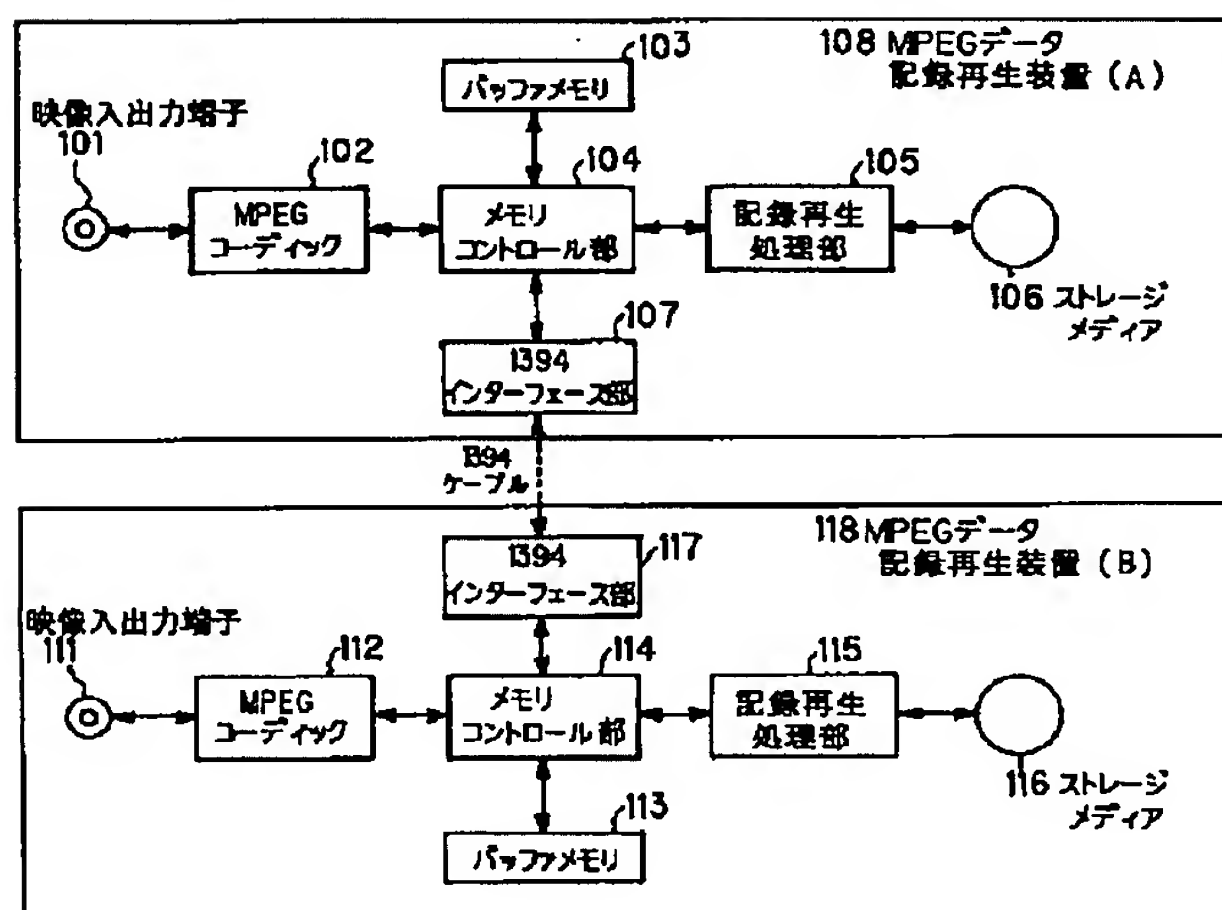 108 MPEGデータ
記録再生装置 (A)
103
バッファメモリ
映像入出力端子
101
102
MPEG
コーディック
104
メモリ
コントロール部
105
記録再生
処理部
106 ストレージ
メディア
107
1394
インターフェース部
1394
ケーブル
118 MPEGデータ
記録再生装置 (B)
117
1394
インターフェース部
映像入出力端子
111
112
MPEG
コーディック
114
メモリ
コントロール部
115
記録再生
処理部
116 ストレージ
メディア
113
バッファメモリ